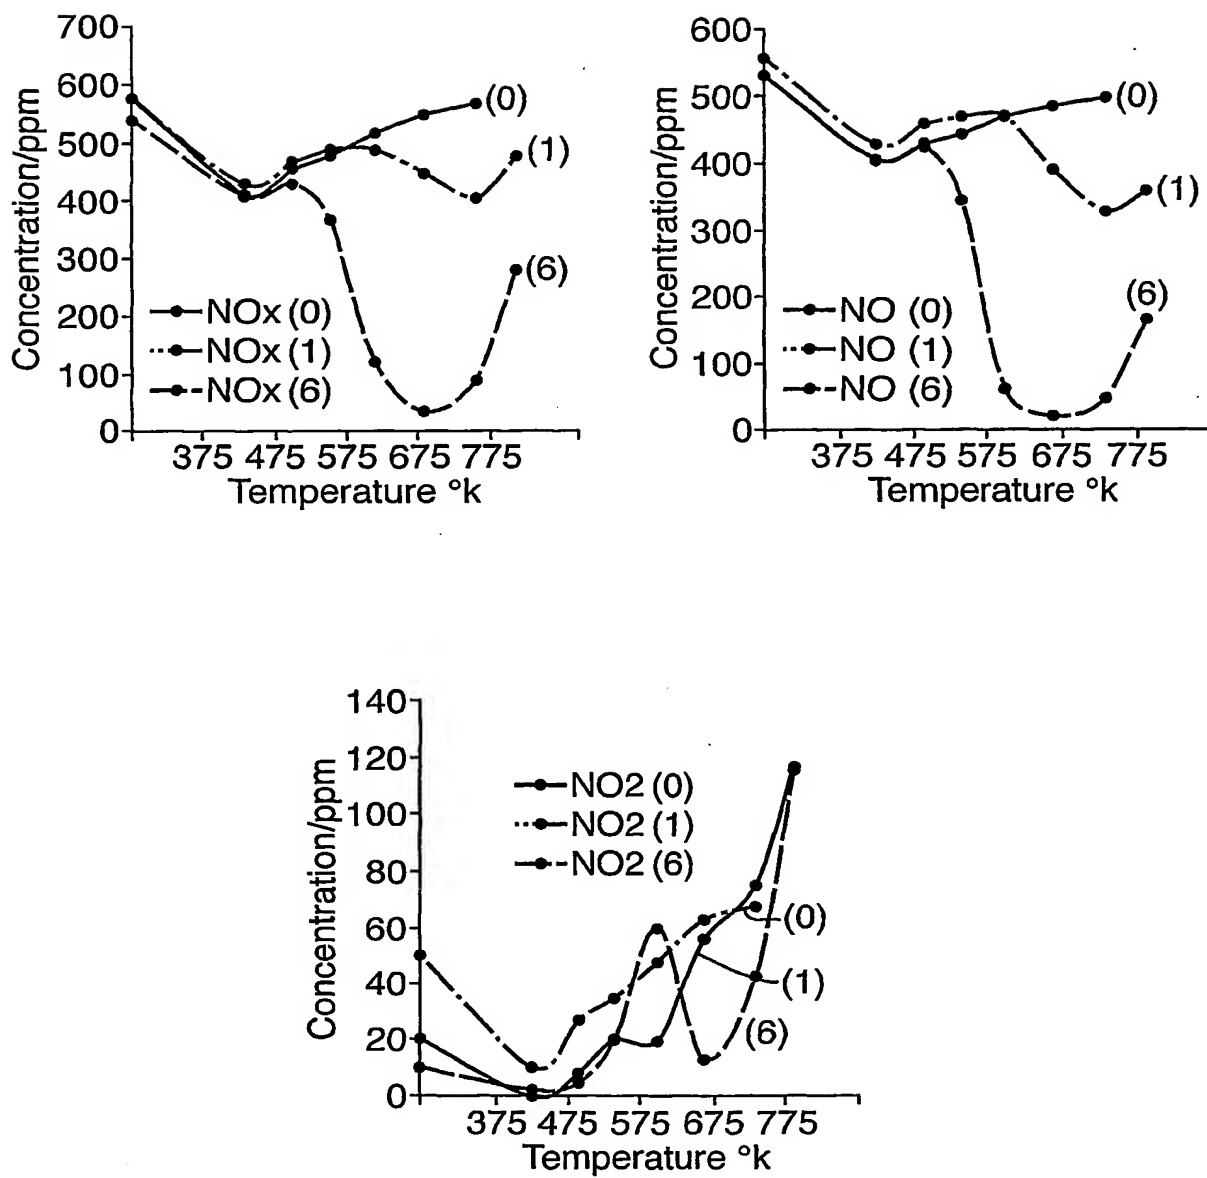 700
600
500
400
300
200
100
0
Concentration/ppm
(0)
(1)
(6)
NOx (0)
NOx (1)
NOx (6)
375 475 575 675 775
Temperature °k
600
500
400
300
200
100
0
Concentration/ppm
(0)
(1)
(6)
NO (0)
NO (1)
NO (6)
375 475 575 675 775
Temperature °k
140
120
100
80
60
40
20
0
Concentration/ppm
NO2 (0)
NO2 (1)
NO2 (6)
(0)
(1)
(6)
375 475 575 675 775
Temperature °k